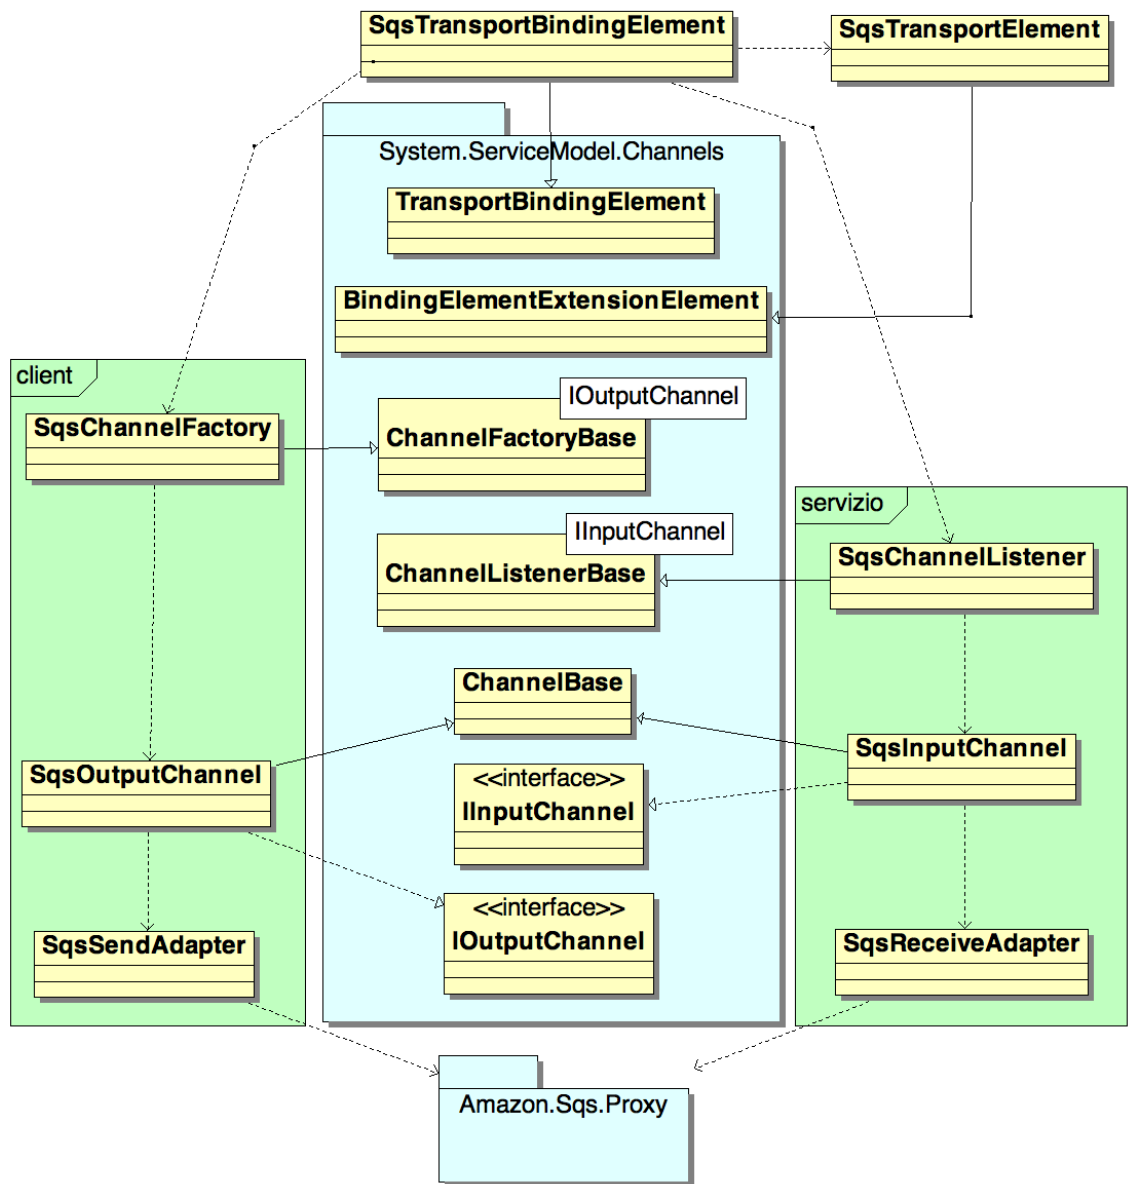 SqsTransportBindingElement
SqsTransportElement
System.ServiceModel.Channels
TransportBindingElement
BindingElementExtensionElement
client
IOutputChannel
SqsChannelFactory
ChannelFactoryBase
servizio
IInputChannel
SqsChannelListener
ChannelListenerBase
ChannelBase
SqsInputChannel
SqsOutputChannel
<<interface>>
IInputChannel
<<interface>>
IOutputChannel
SqsSendAdapter
SqsReceiveAdapter
Amazon.Sqs.Proxy